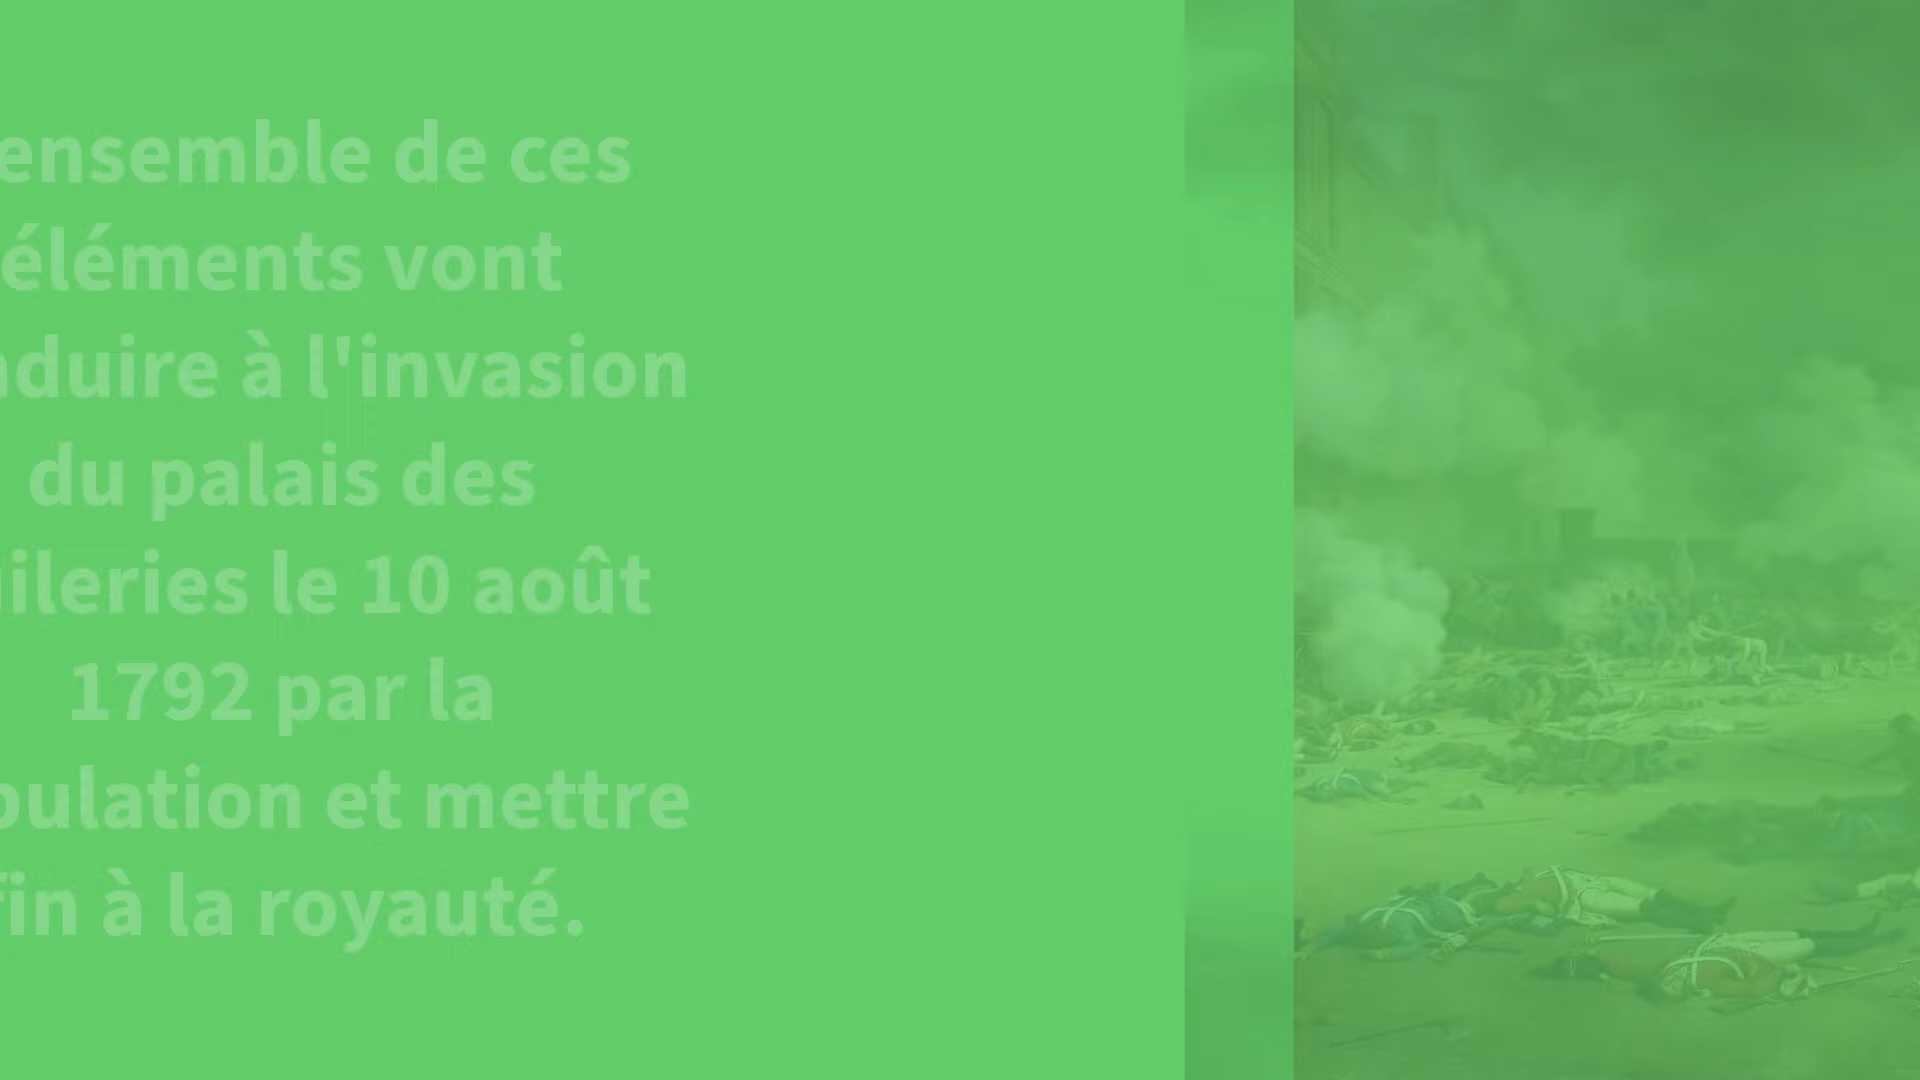 ensemble de ces
éléments vont
nduire à l'invasion
du palais des
ileries le 10 août
1792 par la
pulation et mettre
fin à la royauté.